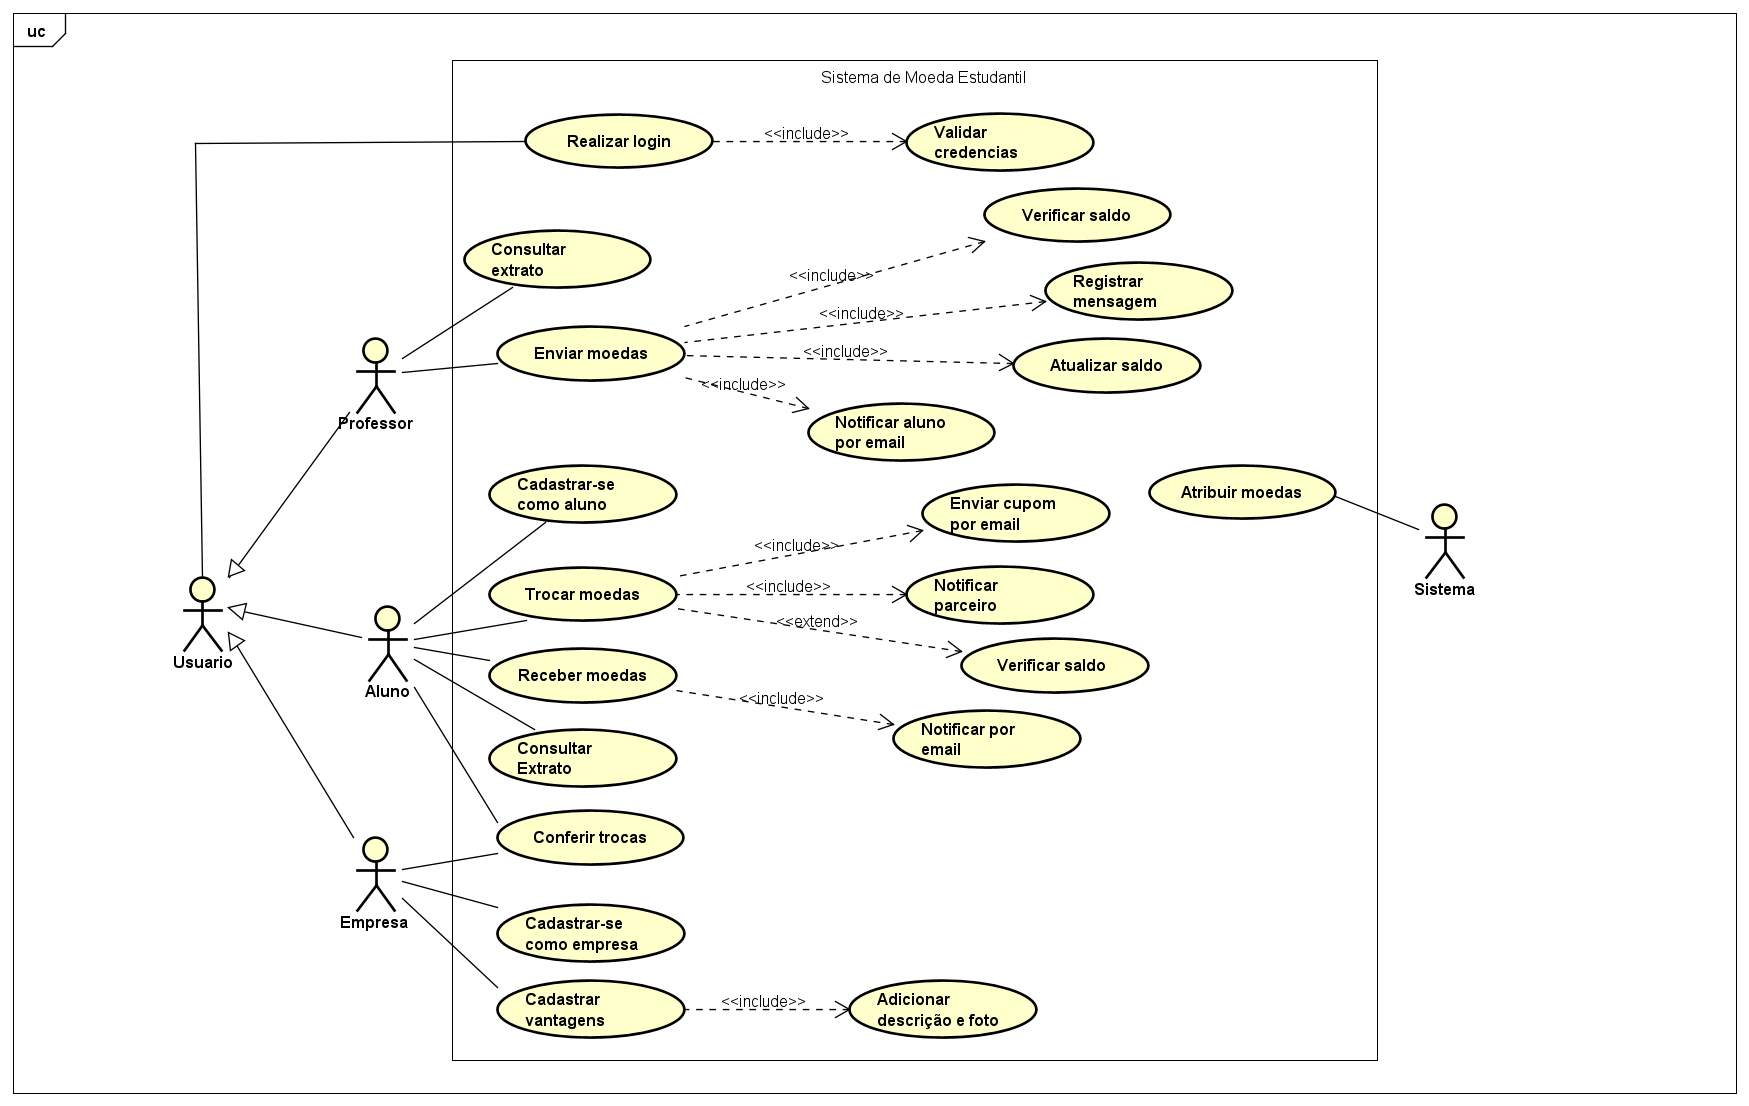 uc
Sistema de Moeda Estudantil
Realizar login
<<include>>
Validar
credencias
Verificar saldo
Consultar
extrato
<<include>>
Registrar
mensagem
<<include>>
Enviar moedas
<<include>>
Atualizar saldo
<<include>>
Notificar aluno
por email
Professor
Cadastrar-se
como aluno
Atribuir moedas
Enviar cupom
por email
<<include>>
Trocar moedas
<<include>>
Notificar
parceiro
Sistema
<<extend>>
Verificar saldo
Usuario
Aluno
Receber moedas
<<include>>
Notificar por
email
Consultar
Extrato
Conferir trocas
Empresa
Cadastrar-se
como empresa
Cadastrar
vantagens
<<include>>
Adicionar
descrição e foto